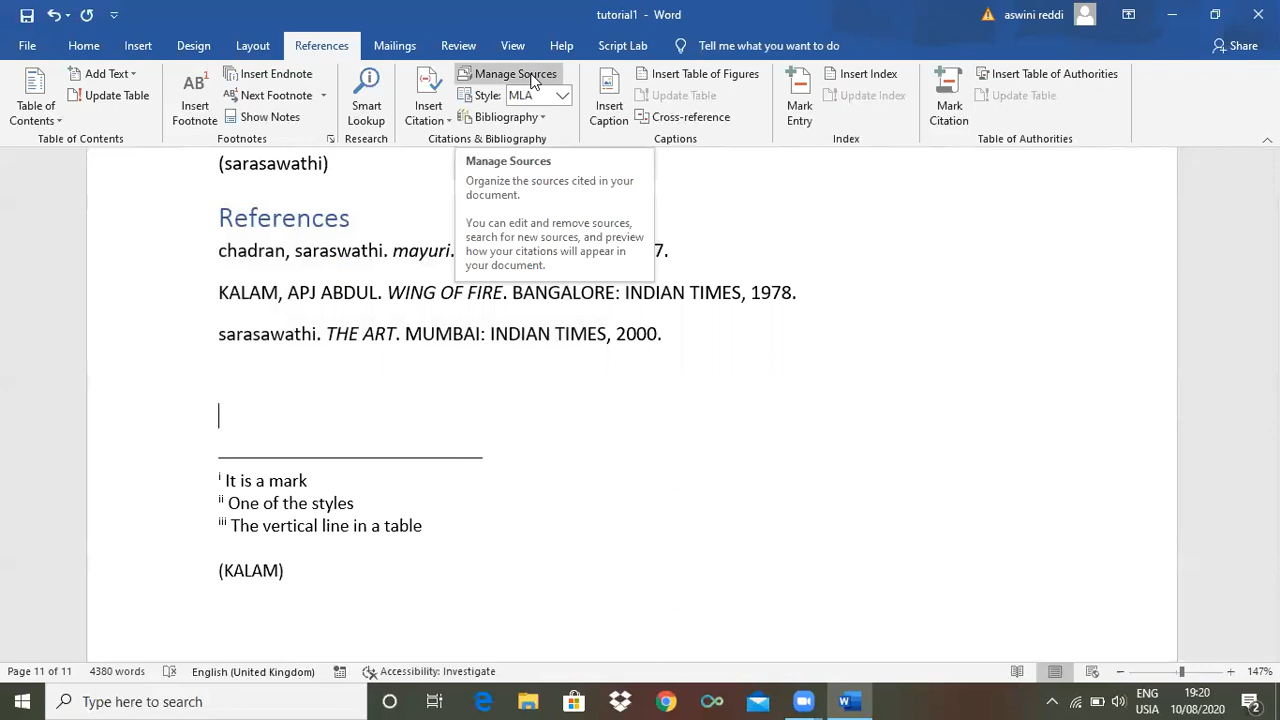 tutorial1 - Word
aswini reddi
File Home Insert Design Layout References Mailings Review View Help Script Lab Tell me what you want to do Share
Table of Contents
Add Text
Update Table
Table of Contents
AB1
Insert Footnote
Insert Endnote
Next Footnote
Show Notes
Footnotes
Smart Lookup
Research
Insert Citation
Manage Sources
Style: MLA
Bibliography
Citations & Bibliography
Insert Caption
Insert Table of Figures
Update Table
Cross-reference
Captions
Mark Entry
Insert Index
Update Index
Index
Mark Citation
Insert Table of Authorities
Update Table
Table of Authorities
Manage Sources
Organize the sources cited in your
document.
You can edit and remove sources,
search for new sources, and preview
how your citations will appear in
your document.
(sarasawathi)
References
chadran, saraswathi. mayuri. 7.
KALAM, APJ ABDUL. WING OF FIRE. BANGALORE: INDIAN TIMES, 1978.
sarasawathi. THE ART. MUMBAI: INDIAN TIMES, 2000.
i It is a mark
ii One of the styles
iii The vertical line in a table
(KALAM)
Page 11 of 11 4380 words English (United Kingdom) Accessibility: Investigate 147%
Type here to search
ENG
USIA
19:20
10/08/2020
2